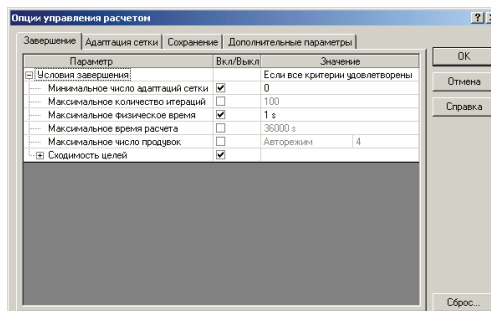 Опции управления расчетом
Завершение Адаптация сетки Сохранение Дополнительные параметры
Параметр Вкл/Выкл Значение
Условия завершения Если все критерии удовлетворены
Минимальное число адаптаций сетки 0
Максимальное количество итераций 100
Максимальное физическое время 1 s
Максимальное время расчета 36000 s
Максимальное число продувок Авторежим 4
Сходимость целей
OK
Отмена
Справка
Сброс...